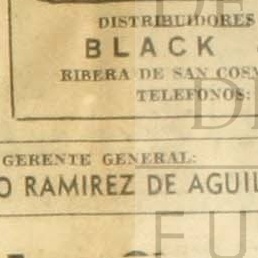 DISTRIBUIDORES
BLACK
RIBERA DE SAN COSM
TELEFONOS:
GERENTE GENERAL:
O RAMIREZ DE AGUIL